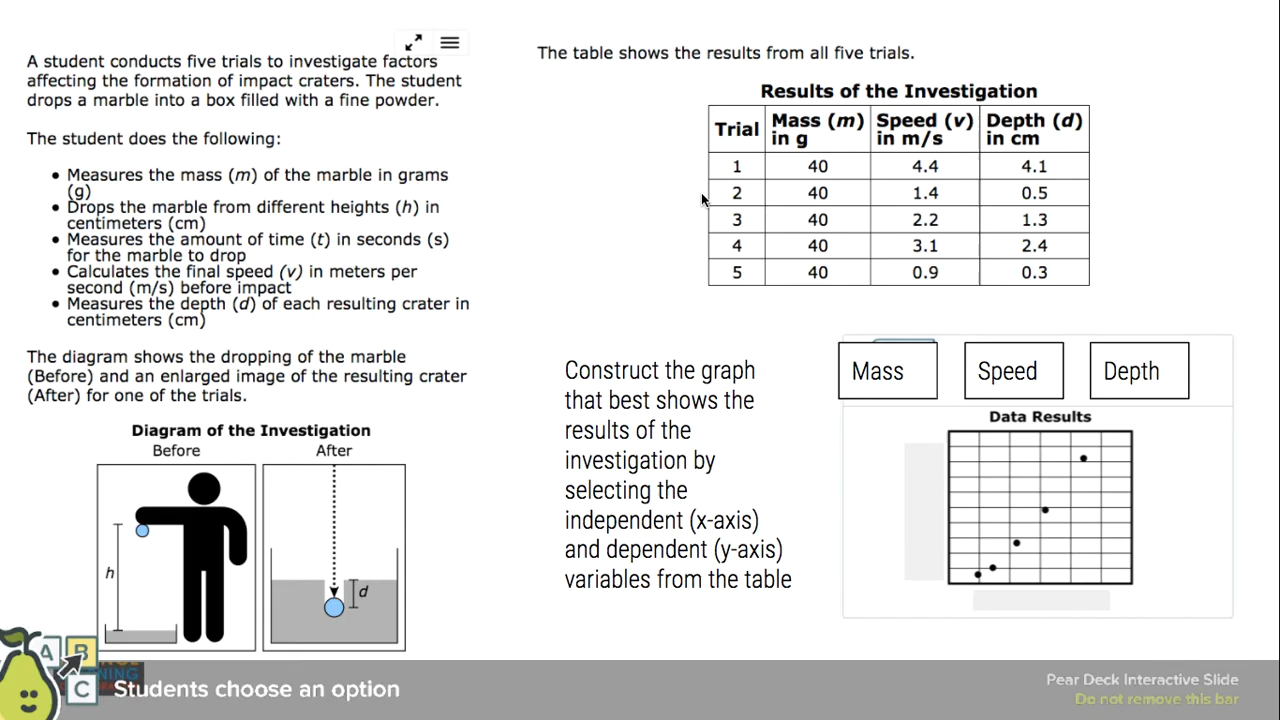 A student conducts five trials to investigate factors
affecting the formation of impact craters. The student
drops a marble into a box filled with a fine powder.
The student does the following:
• Measures the mass (m) of the marble in grams
(g)
• Drops the marble from different heights (h) in
centimeters (cm)
• Measures the amount of time (t) in seconds (s)
for the marble to drop
• Calculates the final speed (v) in meters per
second (m/s) before impact
• Measures the depth (d) of each resulting crater in
centimeters (cm)
The diagram shows the dropping of the marble
(Before) and an enlarged image of the resulting crater
(After) for one of the trials.
Diagram of the Investigation
Before After
h
d
The table shows the results from all five trials.
Results of the Investigation
Trial Mass (m) in g Speed (v) in m/s Depth (d) in cm
1 40 4.4 4.1
2 40 1.4 0.5
3 40 2.2 1.3
4 40 3.1 2.4
5 40 0.9 0.3
Construct the graph
that best shows the
results of the
investigation by
selecting the
independent (x-axis)
and dependent (y-axis)
variables from the table
Mass Speed Depth
Data Results
A B
C Students choose an option
Pear Deck Interactive Slide
Do not remove this bar